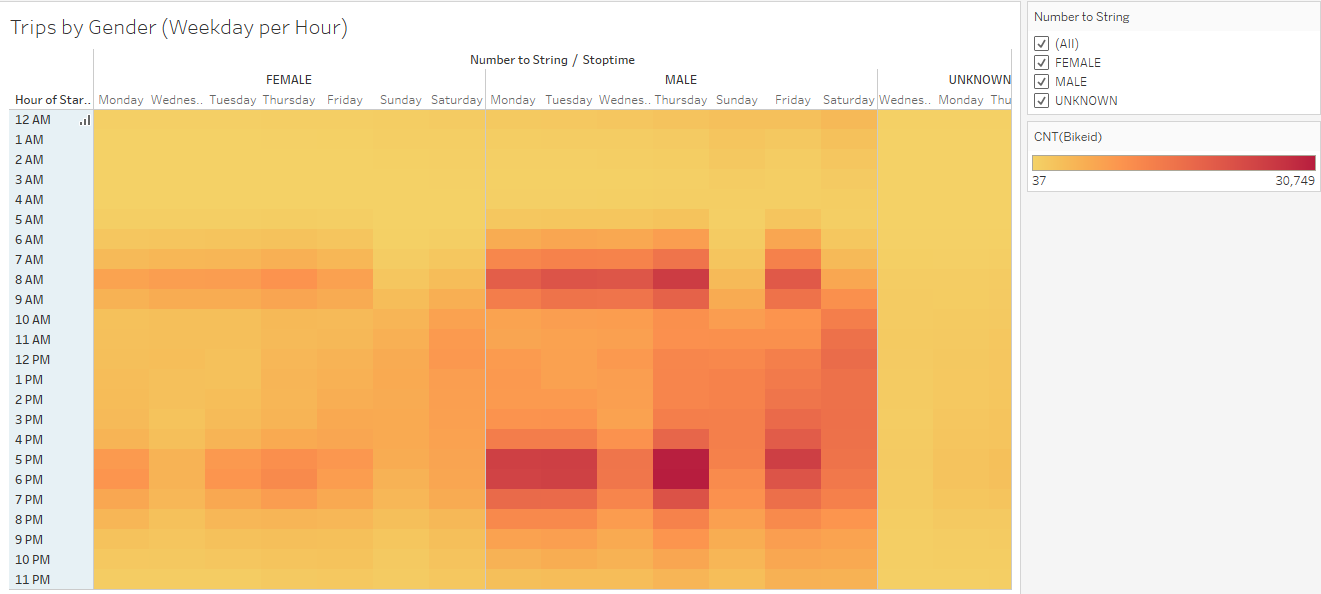 Trips by Gender (Weekday per Hour)
Number to String / Stoptime
FEMALE MALE UNKNOWN
Hour of Star.. Monday Wednes.. Tuesday Thursday Friday Sunday Saturday Monday Tuesday Wednes.. Thursday Sunday Friday Saturday Wednes.. Monday Thu
12 AM
1 AM
2 AM
3 AM
4 AM
5 AM
6 AM
7 AM
8 AM
9 AM
10 AM
11 AM
12 PM
1 PM
2 PM
3 PM
4 PM
5 PM
6 PM
7 PM
8 PM
9 PM
10 PM
11 PM
Number to String
(All)
FEMALE
MALE
UNKNOWN
CNT(Bikeid)
37 30,749